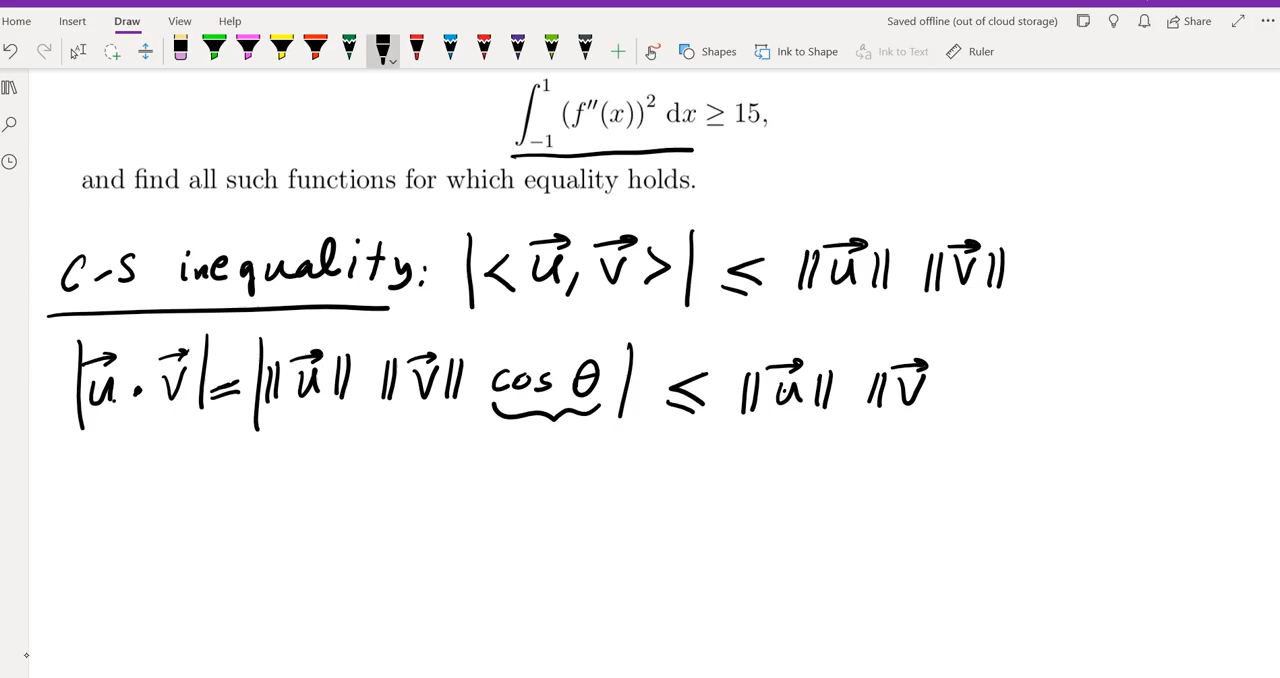 Home Insert Draw View Help Saved offline (out of cloud storage) Share
Shapes Ink to Shape Ink to Text Ruler
∫_{-1}^{1} (f″(x))² dx ≥ 15,
and find all such functions for which equality holds.
C-S inequality: |<u⃗, v⃗>| ≤ ||u⃗|| ||v⃗||
|u⃗ · v⃗| = | ||u⃗|| ||v⃗|| cos θ | ≤ ||u⃗|| ||v⃗